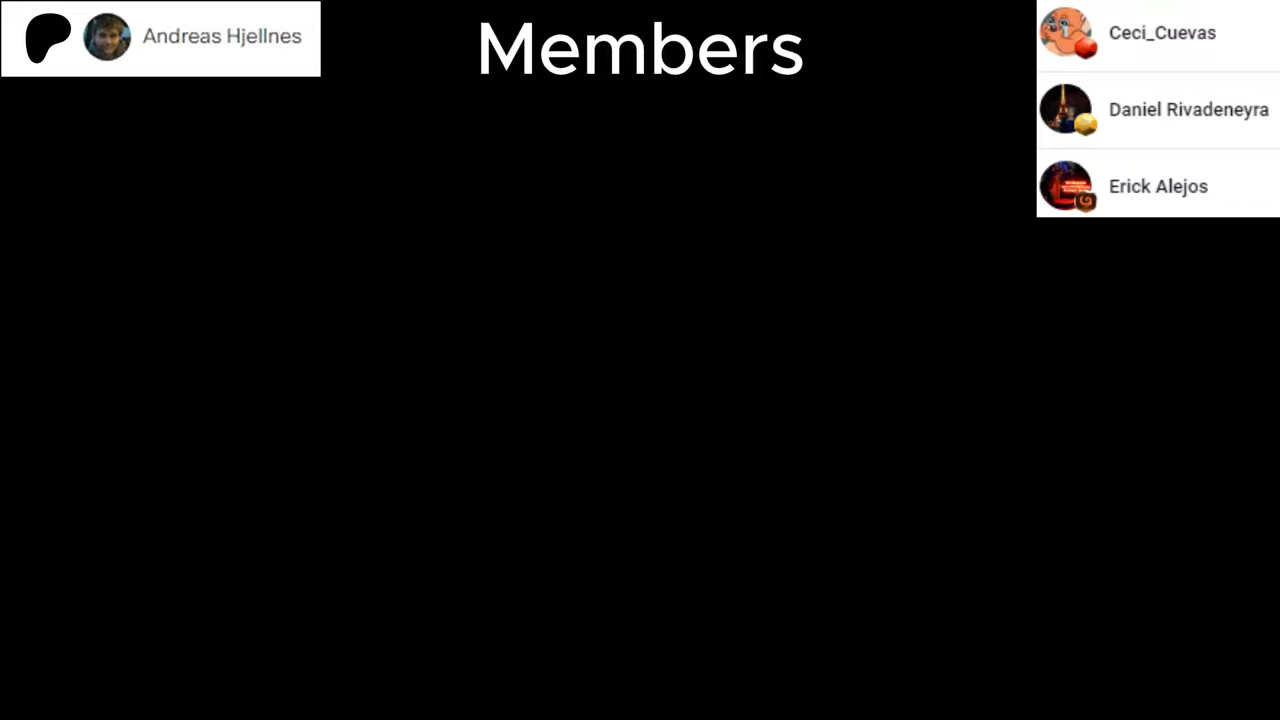 Andreas Hjellnes
Members
Ceci_Cuevas
Daniel Rivadeneyra
Erick Alejos